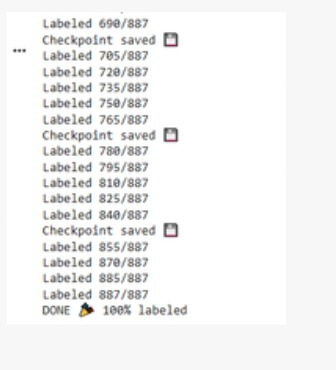 Labeled 690/887
Checkpoint saved 💾
Labeled 705/887
Labeled 720/887
Labeled 735/887
Labeled 750/887
Labeled 765/887
Checkpoint saved 💾
Labeled 780/887
Labeled 795/887
Labeled 810/887
Labeled 825/887
Labeled 840/887
Checkpoint saved 💾
Labeled 855/887
Labeled 870/887
Labeled 885/887
Labeled 887/887
DONE 🎉 100% labeled